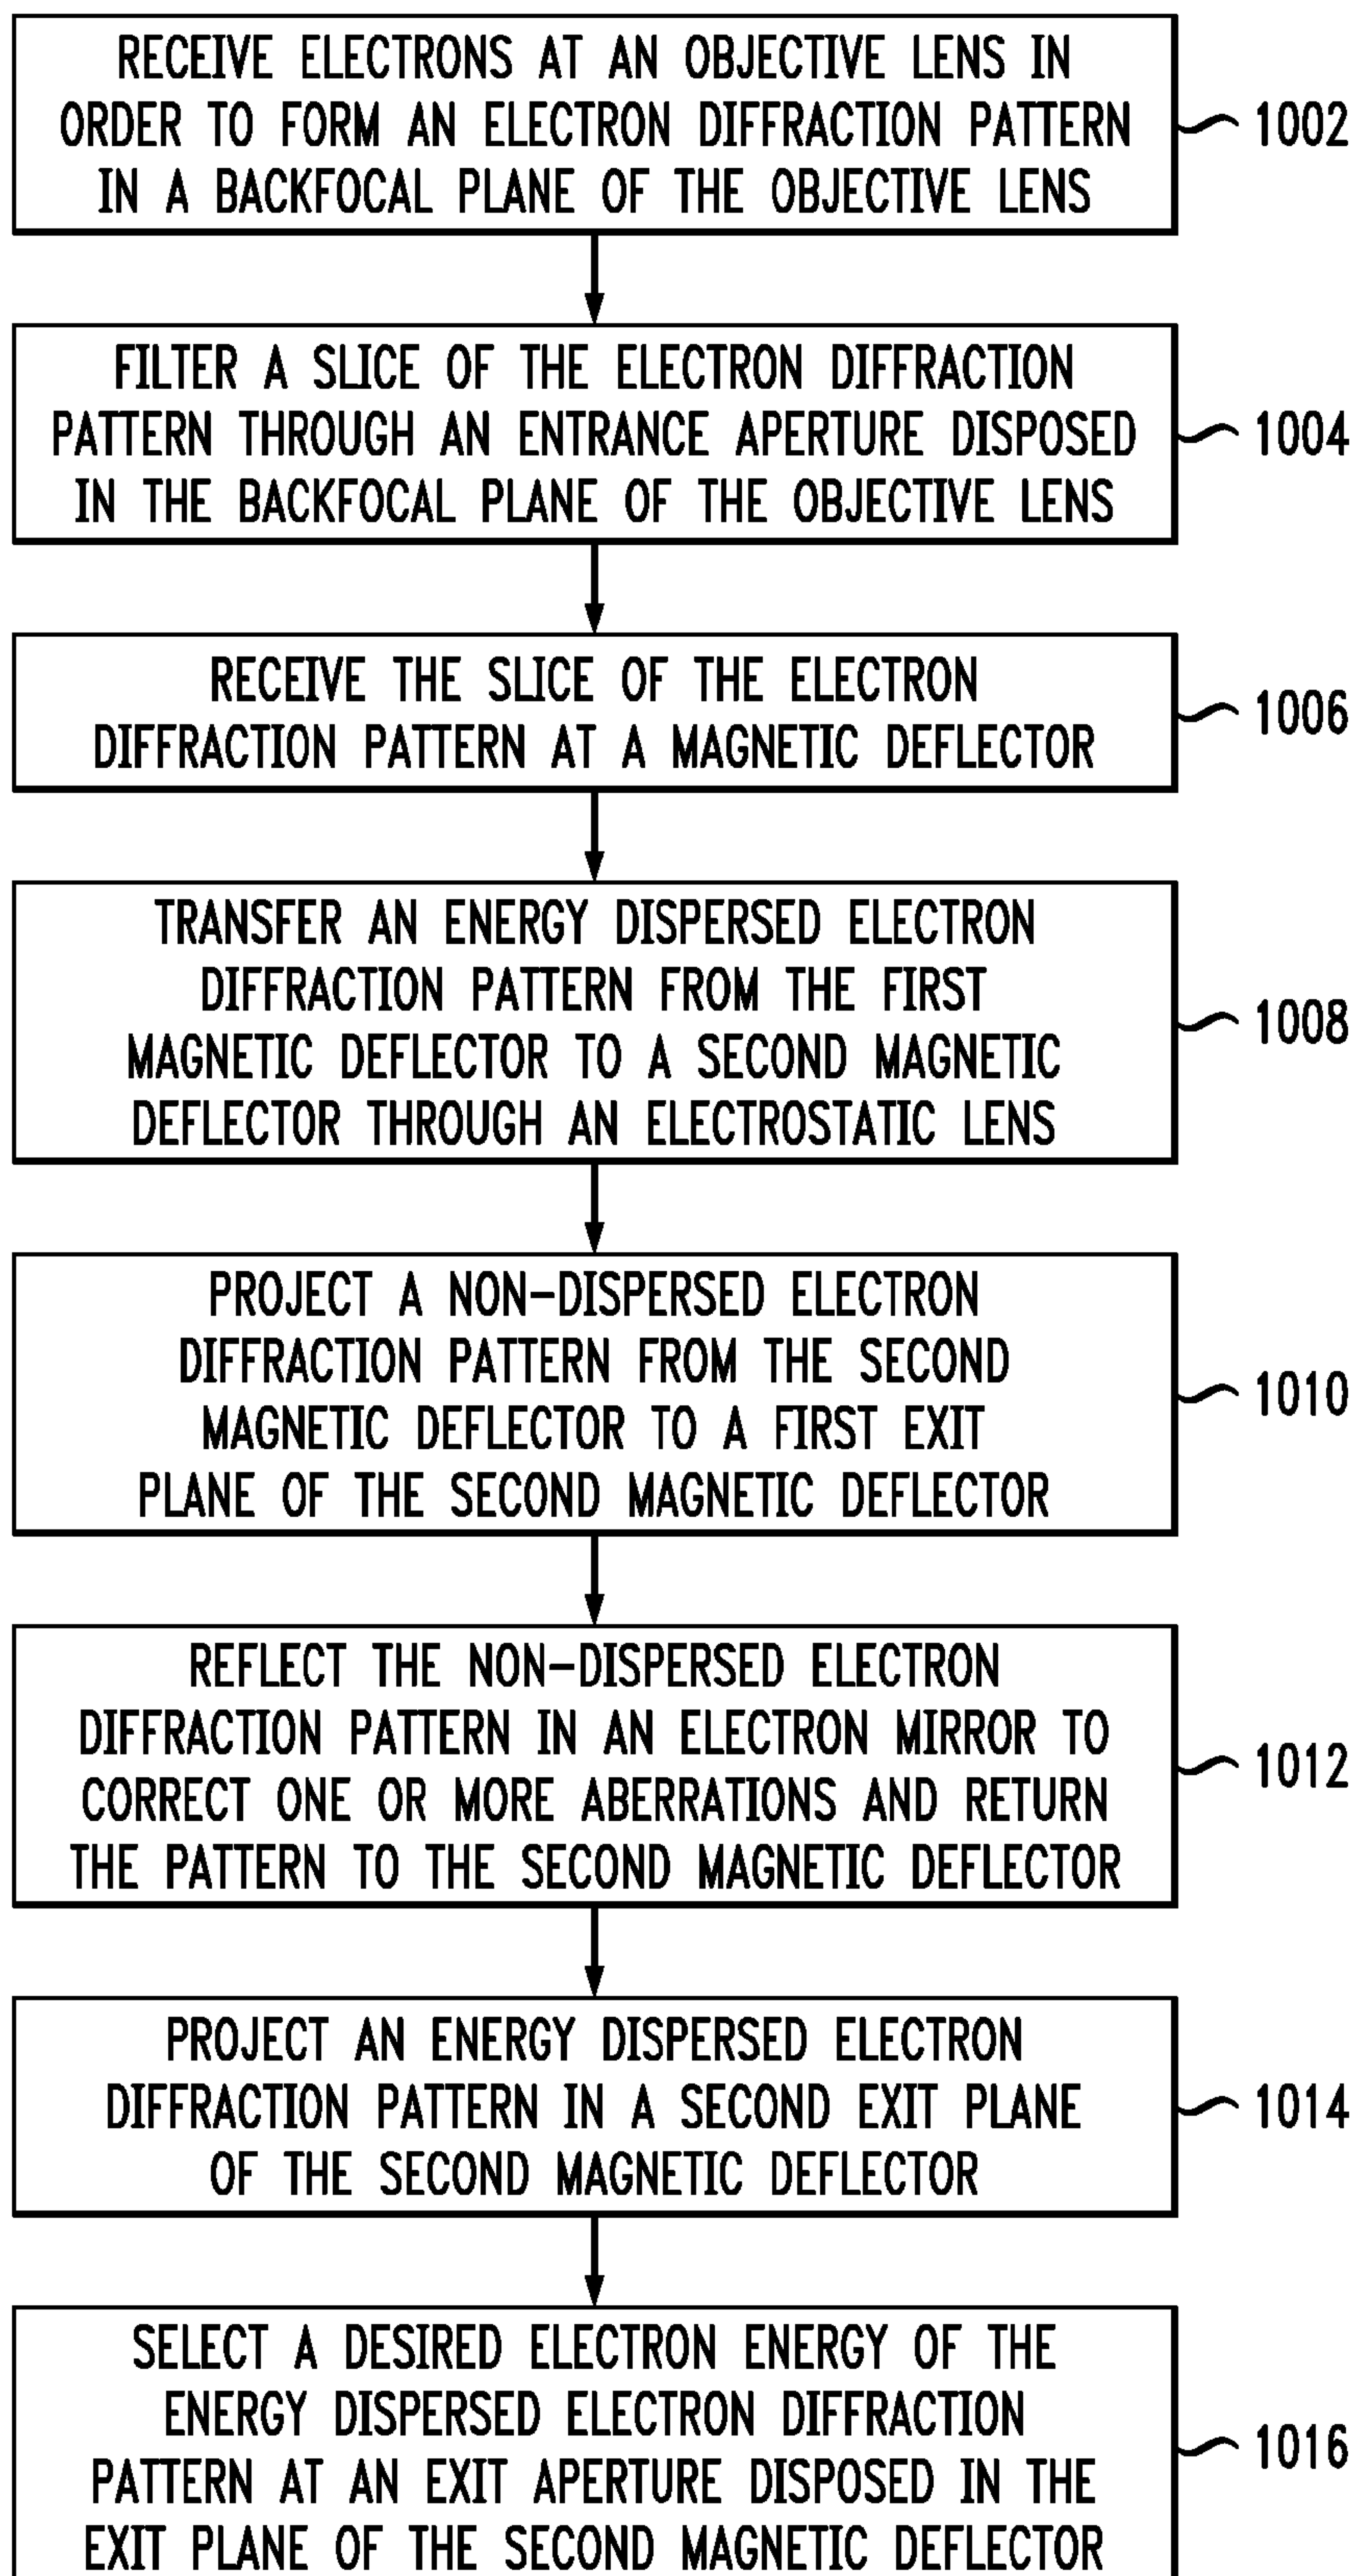 RECEIVE ELECTRONS AT AN OBJECTIVE LENS IN
ORDER TO FORM AN ELECTRON DIFFRACTION PATTERN
IN A BACKFOCAL PLANE OF THE OBJECTIVE LENS
1002
FILTER A SLICE OF THE ELECTRON DIFFRACTION
PATTERN THROUGH AN ENTRANCE APERTURE DISPOSED
IN THE BACKFOCAL PLANE OF THE OBJECTIVE LENS
1004
RECEIVE THE SLICE OF THE ELECTRON
DIFFRACTION PATTERN AT A MAGNETIC DEFLECTOR
1006
TRANSFER AN ENERGY DISPERSED ELECTRON
DIFFRACTION PATTERN FROM THE FIRST
MAGNETIC DEFLECTOR TO A SECOND MAGNETIC
DEFLECTOR THROUGH AN ELECTROSTATIC LENS
1008
PROJECT A NON-DISPERSED ELECTRON
DIFFRACTION PATTERN FROM THE SECOND
MAGNETIC DEFLECTOR TO A FIRST EXIT
PLANE OF THE SECOND MAGNETIC DEFLECTOR
1010
REFLECT THE NON-DISPERSED ELECTRON
DIFFRACTION PATTERN IN AN ELECTRON MIRROR TO
CORRECT ONE OR MORE ABERRATIONS AND RETURN
THE PATTERN TO THE SECOND MAGNETIC DEFLECTOR
1012
PROJECT AN ENERGY DISPERSED ELECTRON
DIFFRACTION PATTERN IN A SECOND EXIT PLANE
OF THE SECOND MAGNETIC DEFLECTOR
1014
SELECT A DESIRED ELECTRON ENERGY OF THE
ENERGY DISPERSED ELECTRON DIFFRACTION
PATTERN AT AN EXIT APERTURE DISPOSED IN THE
EXIT PLANE OF THE SECOND MAGNETIC DEFLECTOR
1016